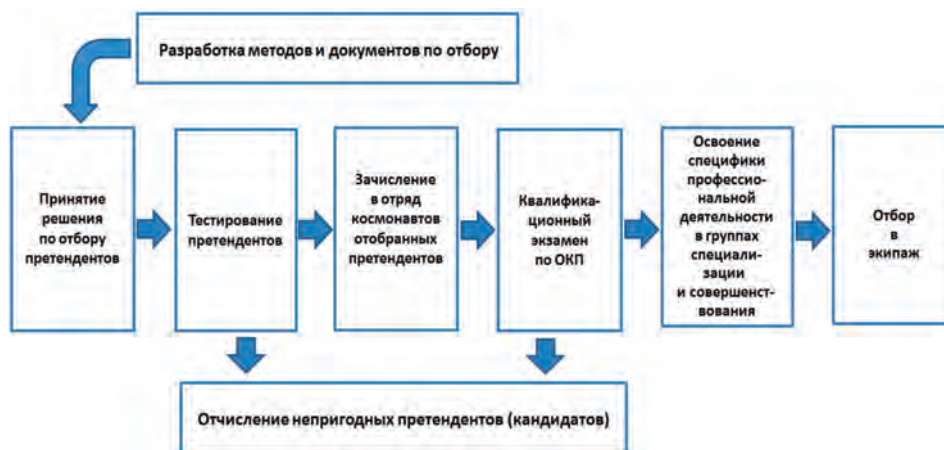 Разработка методов и документов по отбору
Принятие
решения
по отбору
претендентов
Тестирование
претендентов
Зачисление
в отряд
космонавтов
отобранных
претендентов
Квалифика-
ционный
экзамен
по ОКП
Освоение
специфики
профессио-
нальной
деятельности
в группах
специали-
зации
и совершенст-
вования
Отбор
в
экипаж
Отчисление непригодных претендентов (кандидатов)